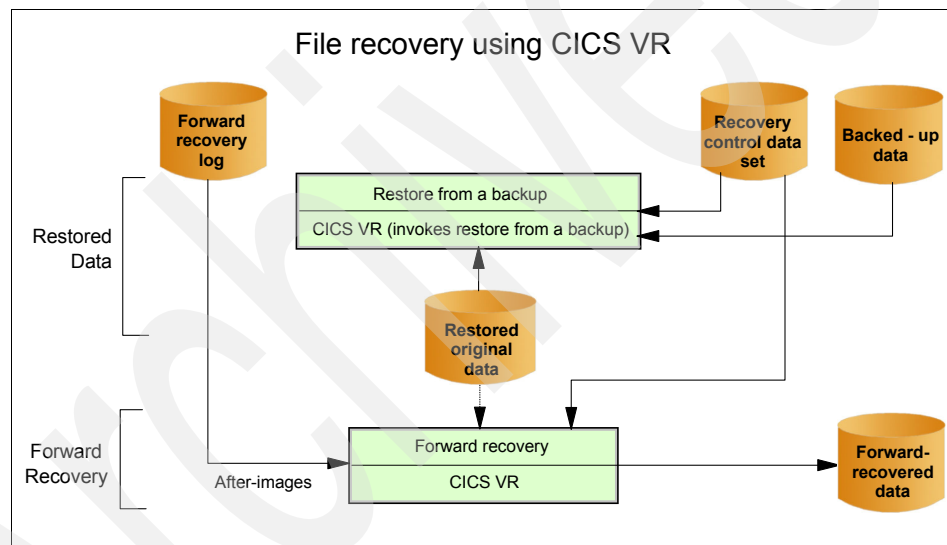 File recovery using CICS VR
Forward
recovery
log
Recovery
control data
set
Backed - up
data
Restore from a backup
CICS VR (invokes restore from a backup)
Restored
Data
Restored
original
data
Forward
Recovery
After-images
Forward recovery
CICS VR
Forward-
recovered
data